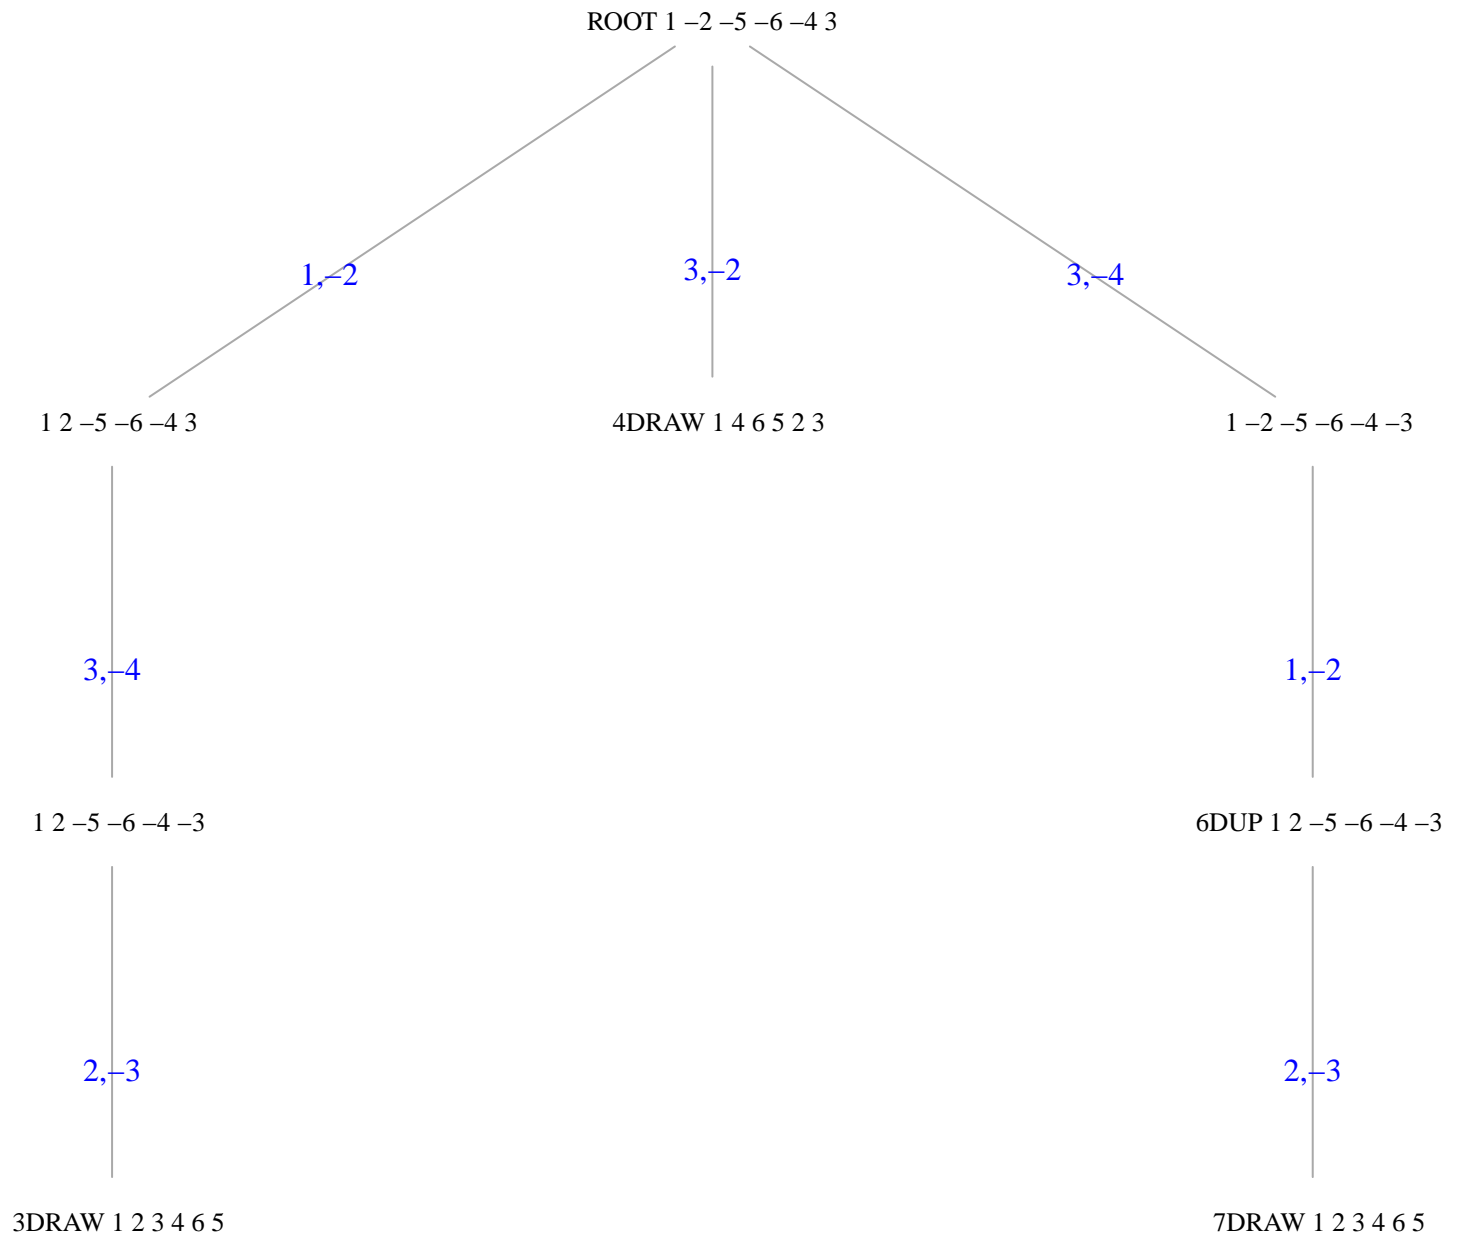 ROOT 1 –2 –5 –6 –4 3
1,–2
3,–2
3,–4
1 2 –5 –6 –4 3
4DRAW 1 4 6 5 2 3
1 –2 –5 –6 –4 –3
3,–4
1,–2
1 2 –5 –6 –4 –3
6DUP 1 2 –5 –6 –4 –3
2,–3
2,–3
3DRAW 1 2 3 4 6 5
7DRAW 1 2 3 4 6 5